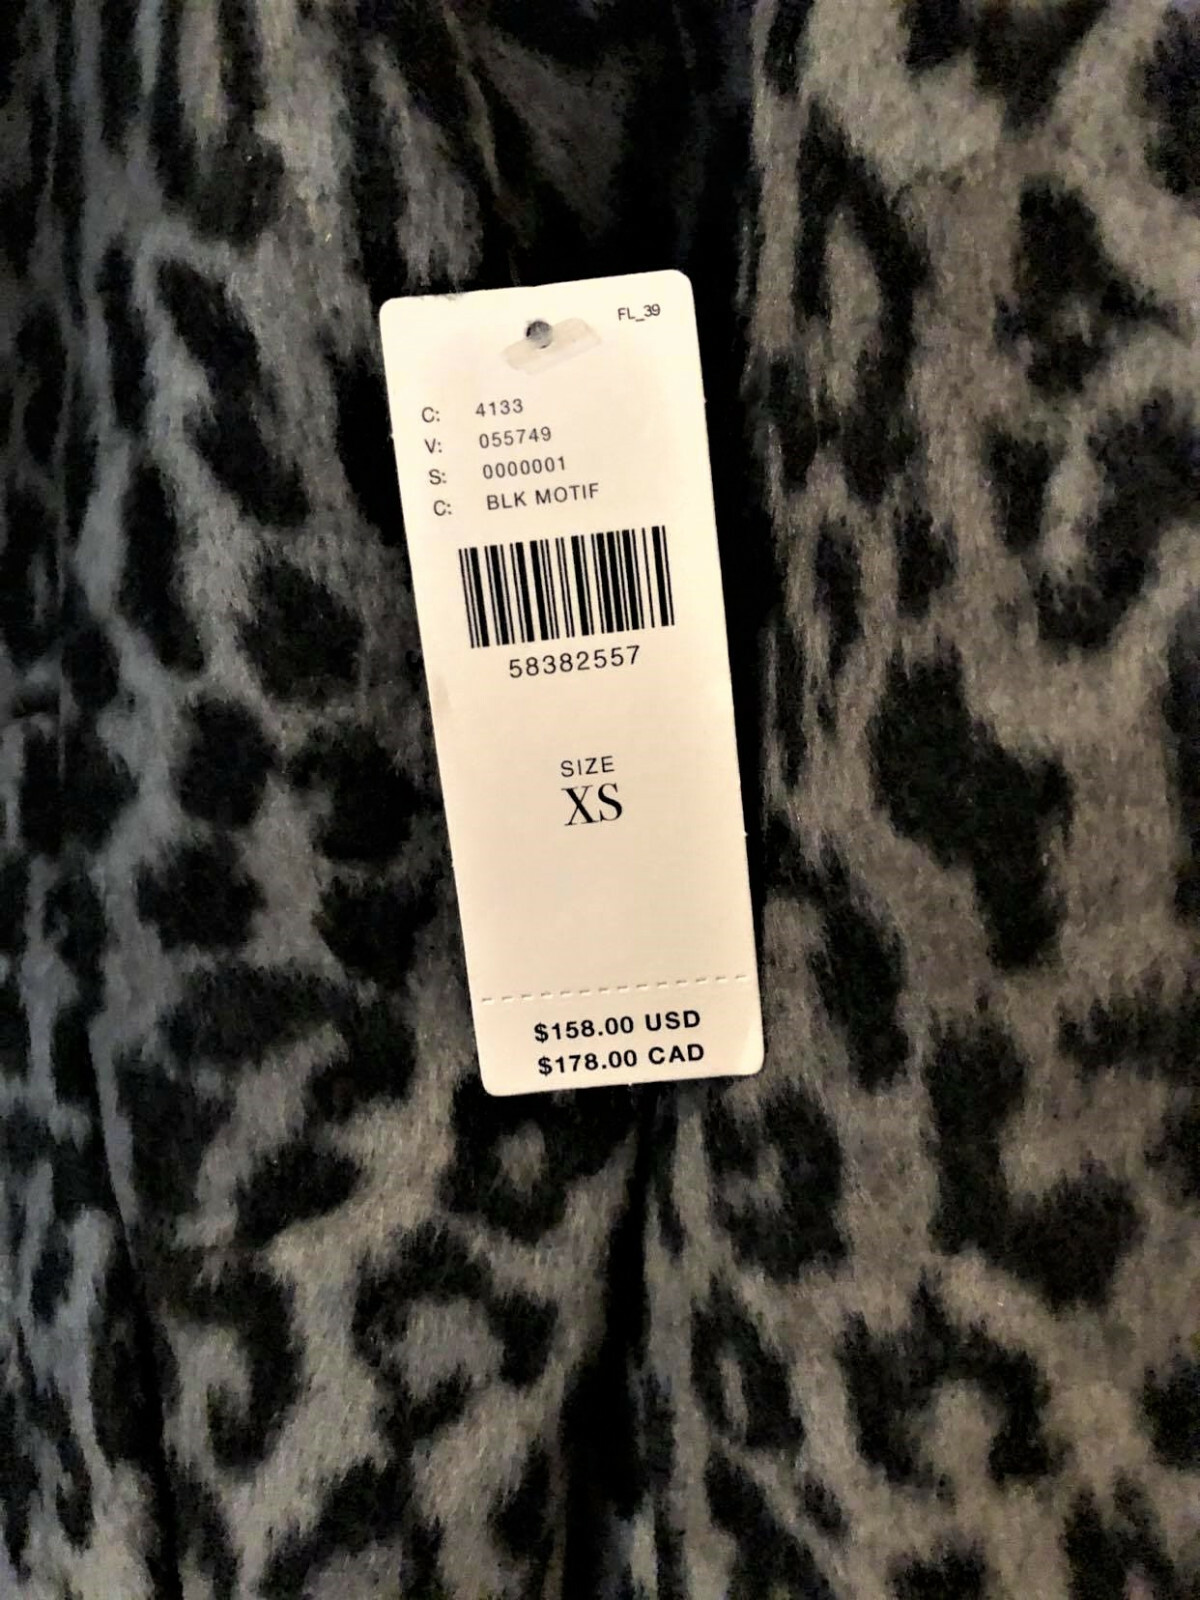 FL_39
C: 4133
V: 055749
S: 0000001
C: BLK MOTIF
58382557
SIZE
XS
$158.00 USD
$178.00 CAD